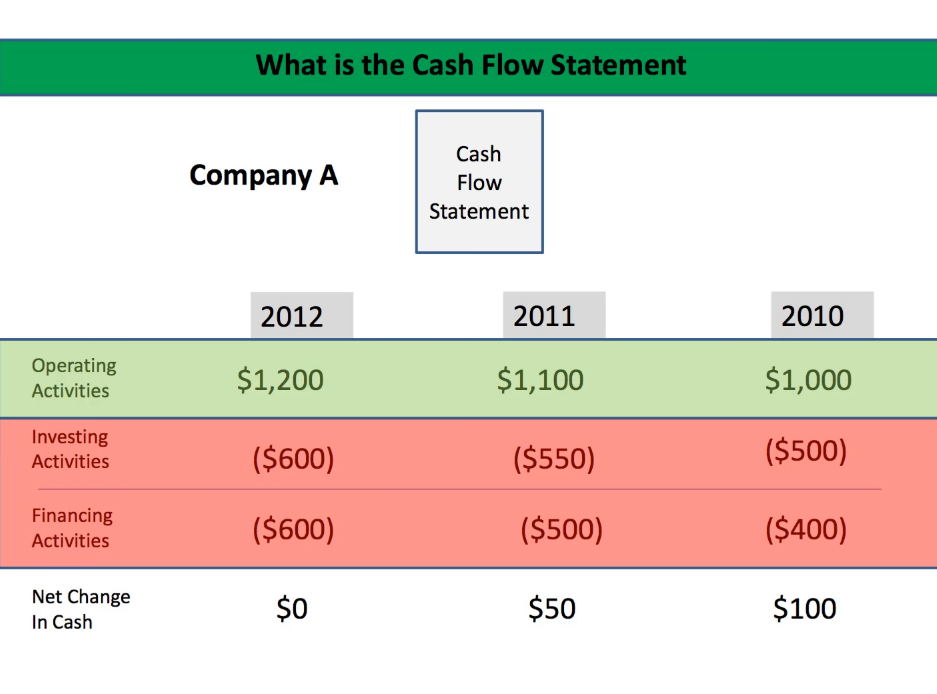 What is the Cash Flow Statement
Company A
Cash
Flow
Statement
2012 2011 2010
Operating
Activities
$1,200 $1,100 $1,000
Investing
Activities
($600) ($550) ($500)
Financing
Activities
($600) ($500) ($400)
Net Change
In Cash
$0 $50 $100